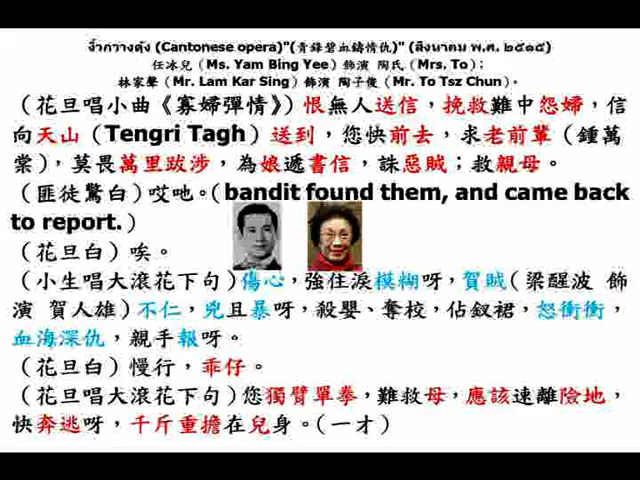 งิ้วกวางตุ้ง (Cantonese opera)"(青鋒碧血鑄情仇)" (สิงหาคม พ.ศ. ๒๕๑๕)
任冰兒（Ms. Yam Bing Yee）飾演 陶氏（Mrs. To）；
林家聲（Mr. Lam Kar Sing）飾演 陶子俊（Mr. To Tsz Chun）。
（花旦唱小曲《寡婦彈情》）恨無人送信，挽救難中怨婦，信
向天山（Tengri Tagh）送到，您快前去，求老前輩（鍾萬
棠），莫畏萬里跋涉，為娘遞書信，誅惡賊；救親母。
（匪徒驚白）哎吔。（bandit found them, and came back
to report.）
（花旦白）唉。
（小生唱大滾花下句）傷心，強住淚模糊呀，賀賊（梁醒波 飾
演 賀人雄）不仁，兇且暴呀，殺嬰、奪校，佔釵裙，怒衝衝，
血海深仇，親手報呀。
（花旦白）慢行，乖仔。
（花旦唱大滾花下句）您獨臂單拳，難救母，應該速離險地，
快奔逃呀，千斤重擔在兒身。（一才）